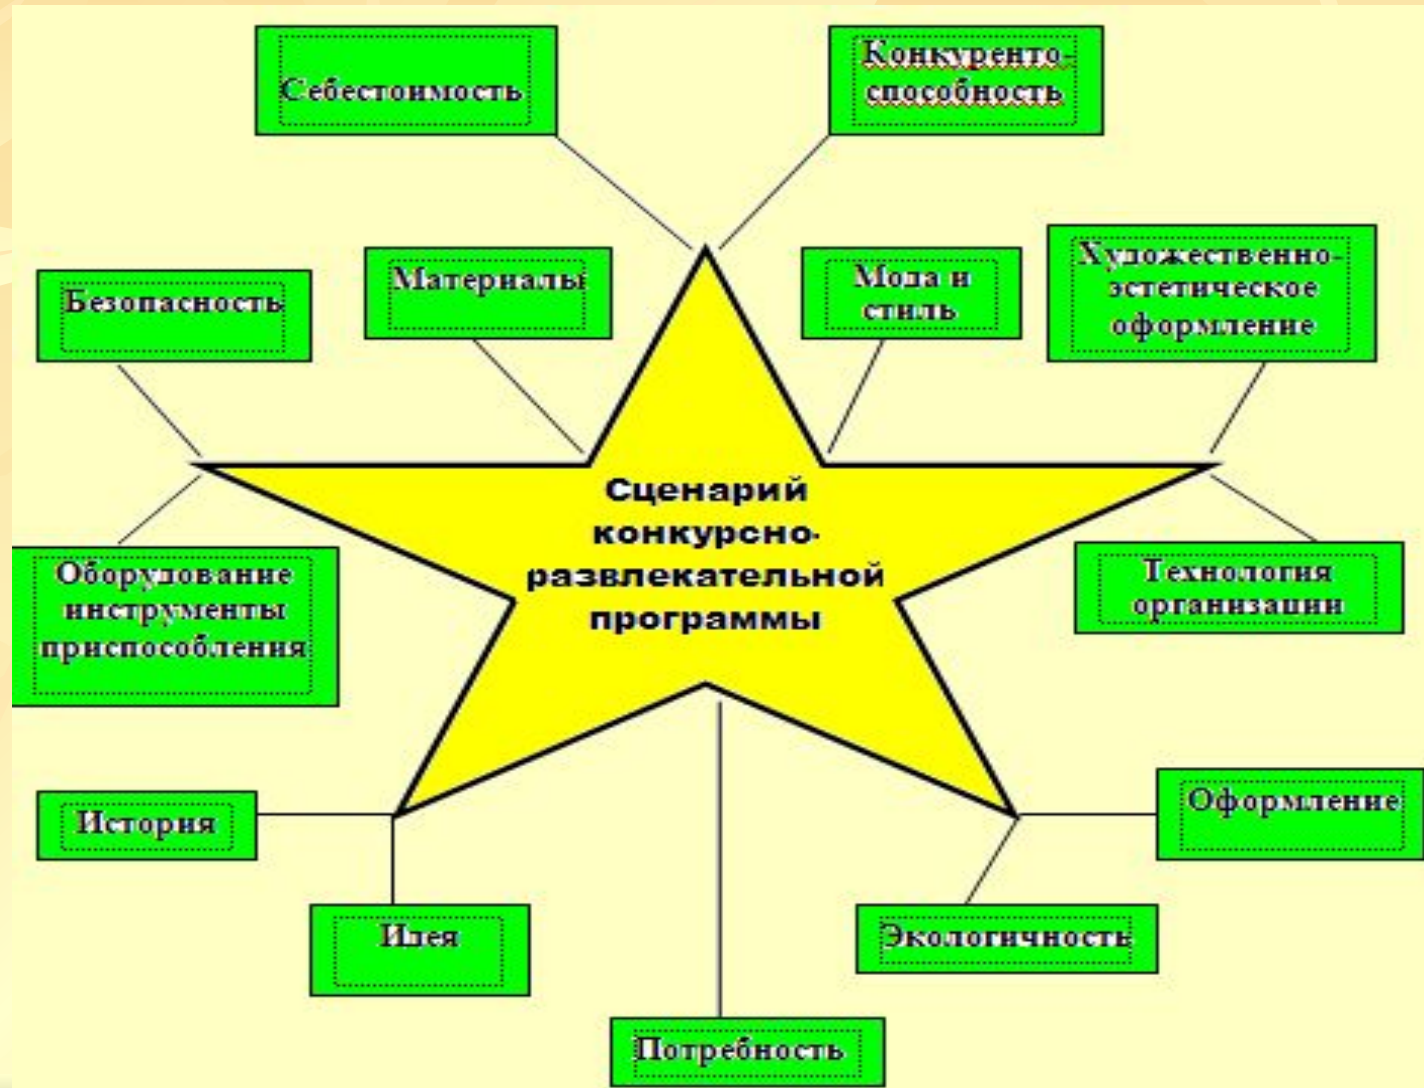 Себестоимость
Конкуренто-
способность
Безопасность
Материалы
Мода и
стиль
Художественно-
эстетическое
оформление
Сценарий
конкурсно-
развлекательной
программы
Оборудование
инструменты
приспособления
Технология
организации
История
Идея
Потребность
Экологичность
Оформление